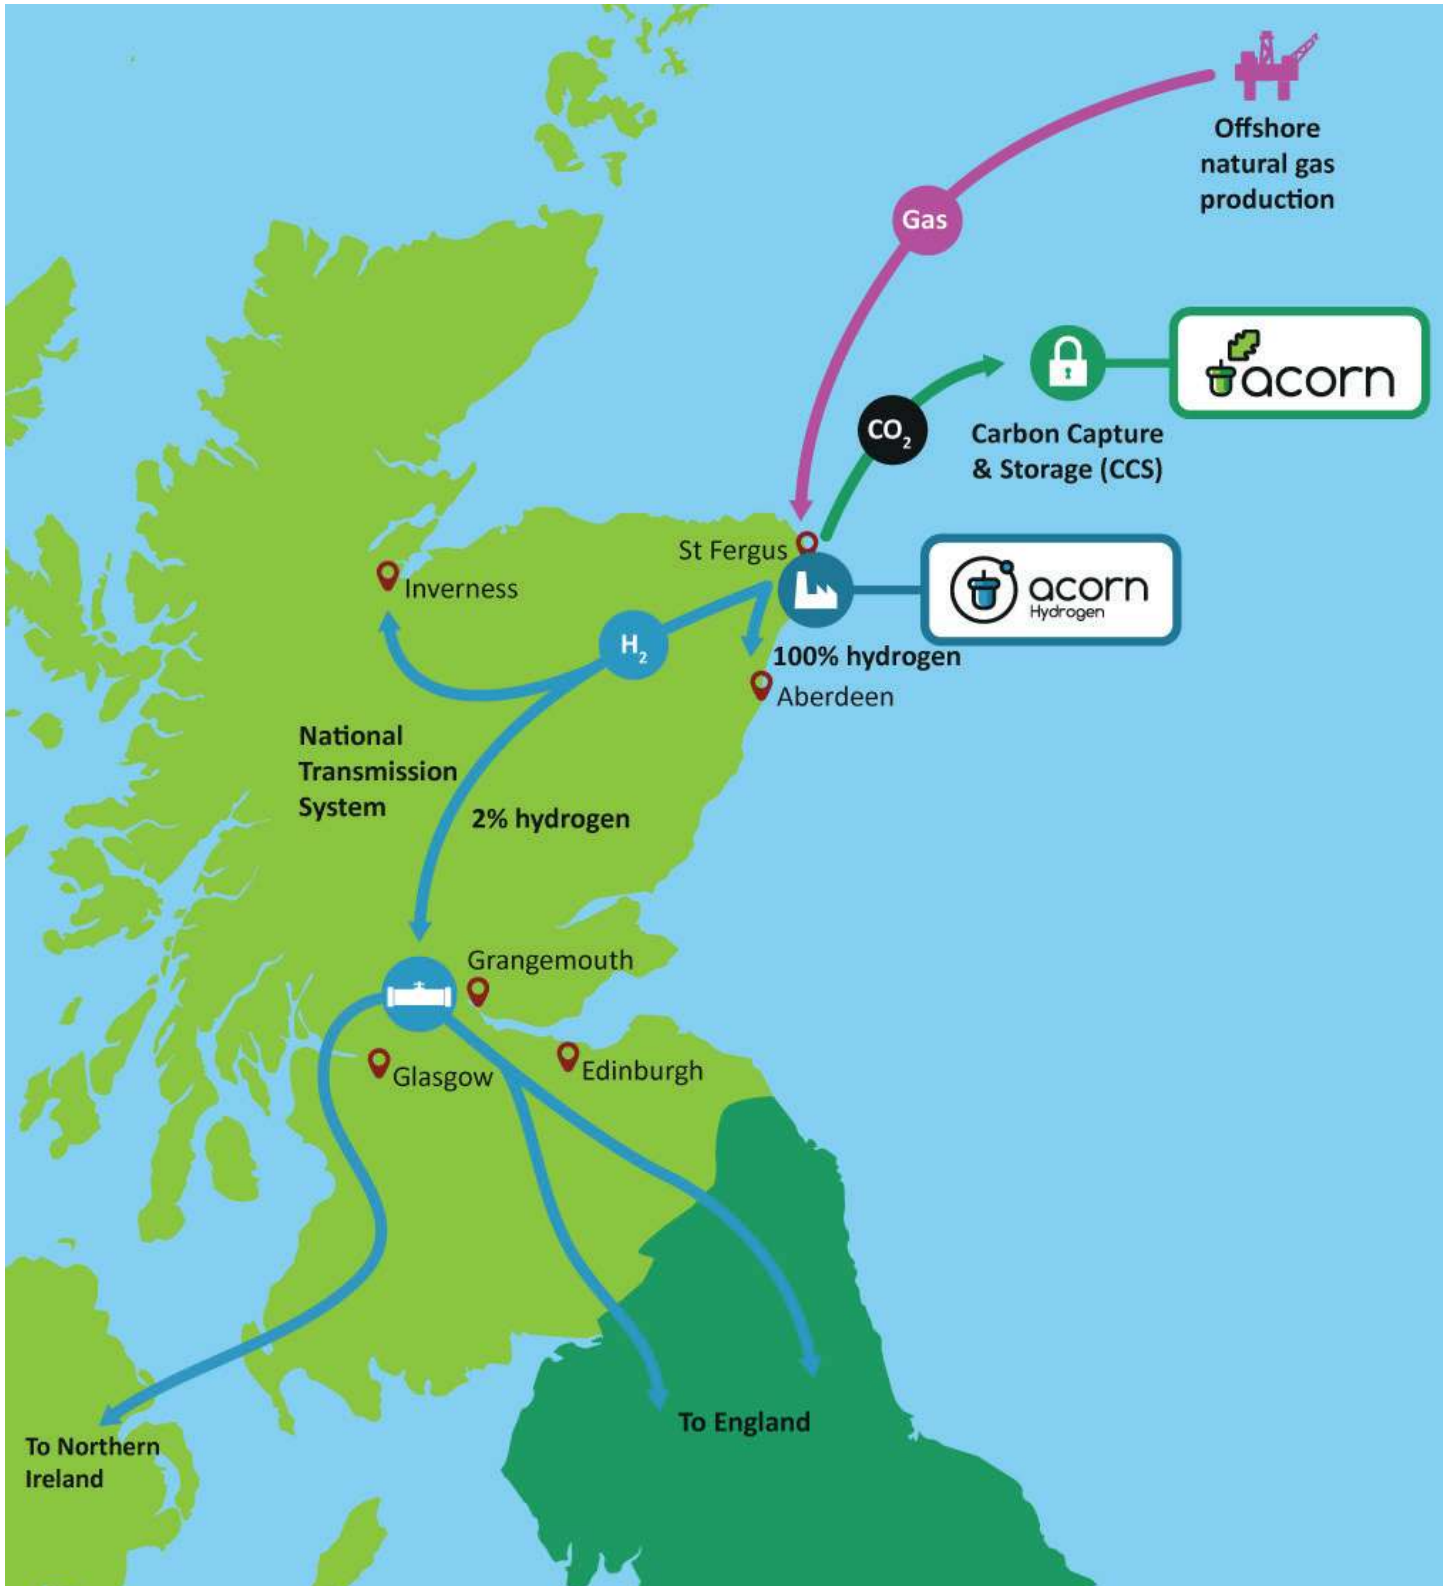 Offshore
natural gas
production
Gas
acorn
CO₂
Carbon Capture
& Storage (CCS)
St Fergus
acorn
Hydrogen
Inverness
H₂
100% hydrogen
Aberdeen
National
Transmission
System
2% hydrogen
Grangemouth
Glasgow
Edinburgh
To England
To Northern
Ireland